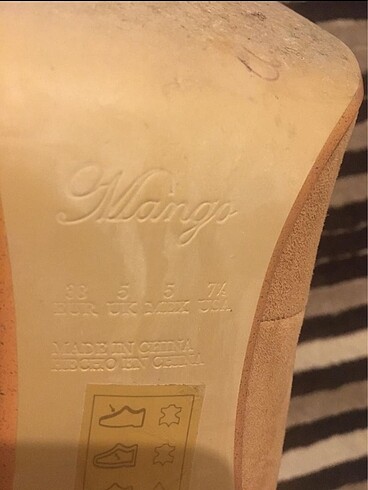 Mango
38 5 5 7½
EUR UK MEX USA
MADE IN CHINA
HECHO EN CHINA